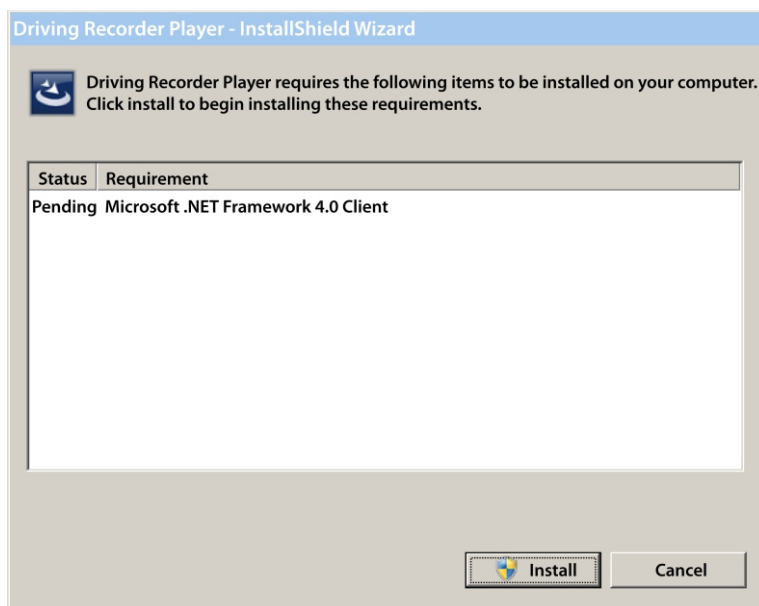 Driving Recorder Player - InstallShield Wizard
Driving Recorder Player requires the following items to be installed on your computer.
Click install to begin installing these requirements.
Status Requirement
Pending Microsoft .NET Framework 4.0 Client
Install Cancel